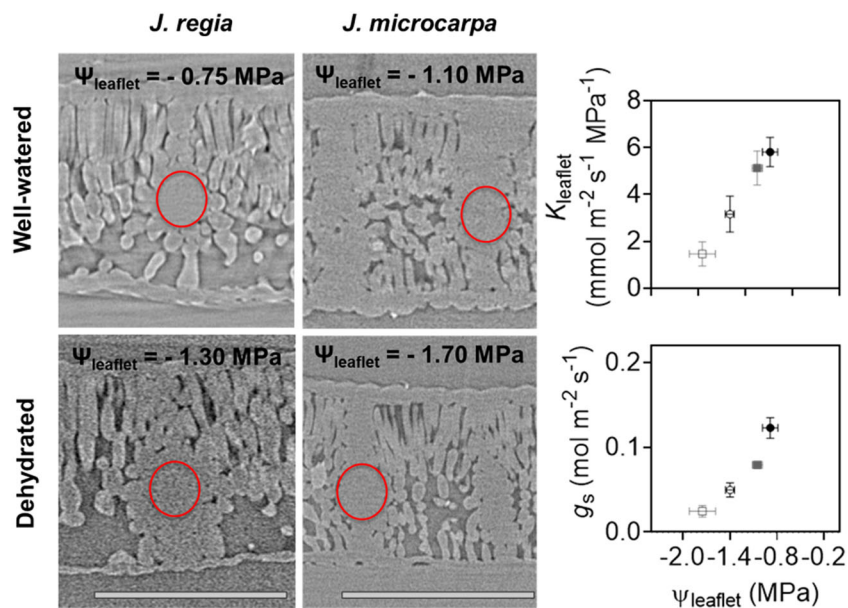 J. regia
J. microcarpa
Well-watered
Ψleaflet = - 0.75 MPa
Ψleaflet = - 1.10 MPa
Dehydrated
Ψleaflet = - 1.30 MPa
Ψleaflet = - 1.70 MPa
Kleaflet
(mmol m-2 s-1 MPa-1)
8
6
4
2
0
gs (mol m-2 s-1)
0.2
0.1
0.0
-2.0 -1.4 -0.8 -0.2
Ψleaflet (MPa)